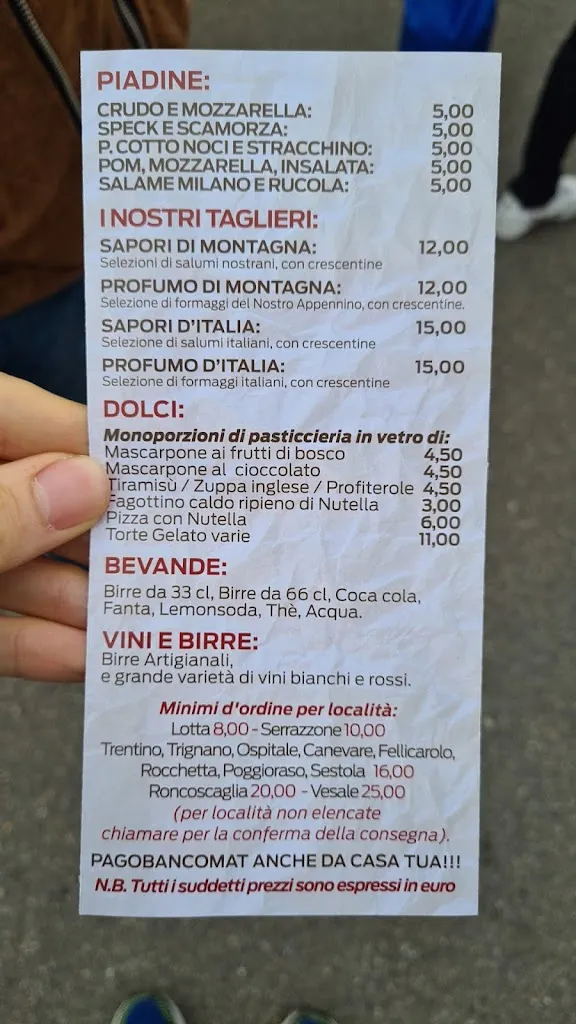 PIADINE:
CRUDO E MOZZARELLA: 5,00
SPECK E SCAMORZA: 5,00
P. COTTO NOCI E STRACCHINO: 5,00
POM, MOZZARELLA, INSALATA: 5,00
SALAME MILANO E RUCOLA: 5,00
I NOSTRI TAGLIERI:
SAPORI DI MONTAGNA: 12,00
Selezioni di salumi nostrani, con crescentine
PROFUMO DI MONTAGNA: 12,00
Selezione di formaggi del Nostro Appennino, con crescentine.
SAPORI D'ITALIA: 15,00
Selezione di salumi italiani, con crescentine
PROFUMO D'ITALIA: 15,00
Selezione di formaggi italiani, con crescentine
DOLCI:
Monoporzioni di pasticcieria in vetro di:
Mascarpone ai frutti di bosco 4,50
Mascarpone al cioccolato 4,50
Tiramisù / Zuppa inglese / Profiterole 4,50
Fagottino caldo ripieno di Nutella 3,00
Pizza con Nutella 6,00
Torte Gelato varie 11,00
BEVANDE:
Birre da 33 cl, Birre da 66 cl, Coca cola,
Fanta, Lemonsoda, Thè, Acqua.
VINI E BIRRE:
Birre Artigianali,
e grande varietà di vini bianchi e rossi.
Minimi d'ordine per località:
Lotta 8,00 - Serrazzone 10,00
Trentino, Trignano, Ospitale, Canevare, Fellicarolo,
Rocchetta, Poggioraso, Sestola 16,00
Roncoscaglia 20,00 - Vesale 25,00
(per località non elencate
chiamare per la conferma della consegna).
PAGOBANCOMAT ANCHE DA CASA TUA!!!
N.B. Tutti i suddetti prezzi sono espressi in euro